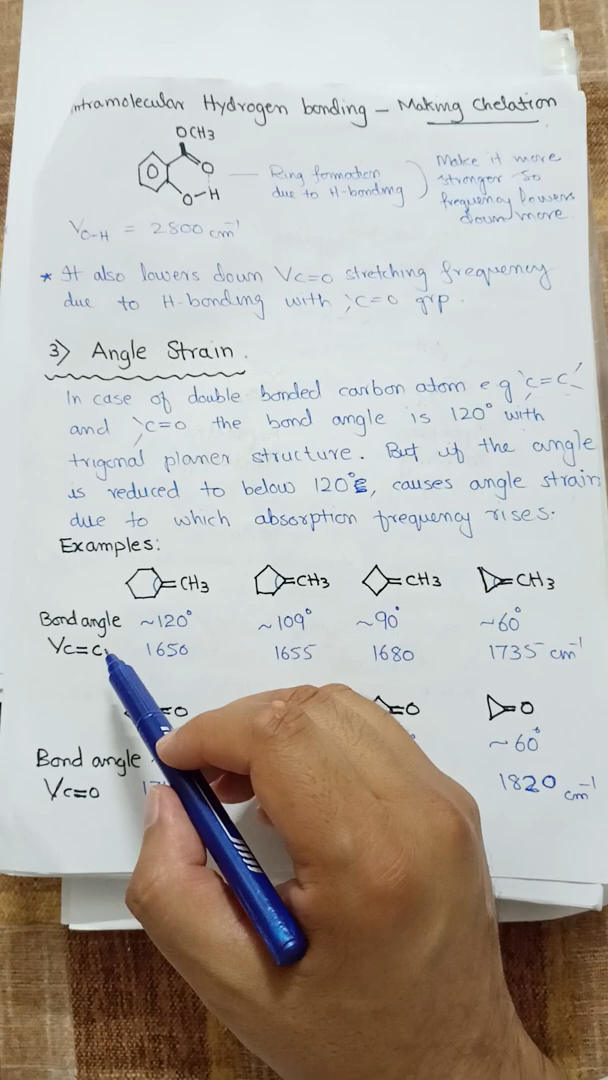 ntramolecular Hydrogen bonding – Making Chelation
OCH3
O
O–H
Ring formation
due to H-bonding
Make it more
stronger so
frequency lowers
down more.
VO-H = 2800 cm⁻¹
* It also lowers down VC=O stretching frequency
due to H-bonding with >C=O grp.
3) Angle Strain.
In case of double bonded carbon atom e g >C=C<
and >C=O the bond angle is 120° with
trigonal planer structure. But if the angle
is reduced to below 120°, causes angle strain
due to which absorption frequency rises.
Examples:
=CH3 =CH3 =CH3 =CH3
Bond angle ~120° ~109° ~90° ~60°
VC=C 1650 1655 1680 1735 cm⁻¹
=O =O =O
Bond angle ~60°
VC=O 1820 cm⁻¹